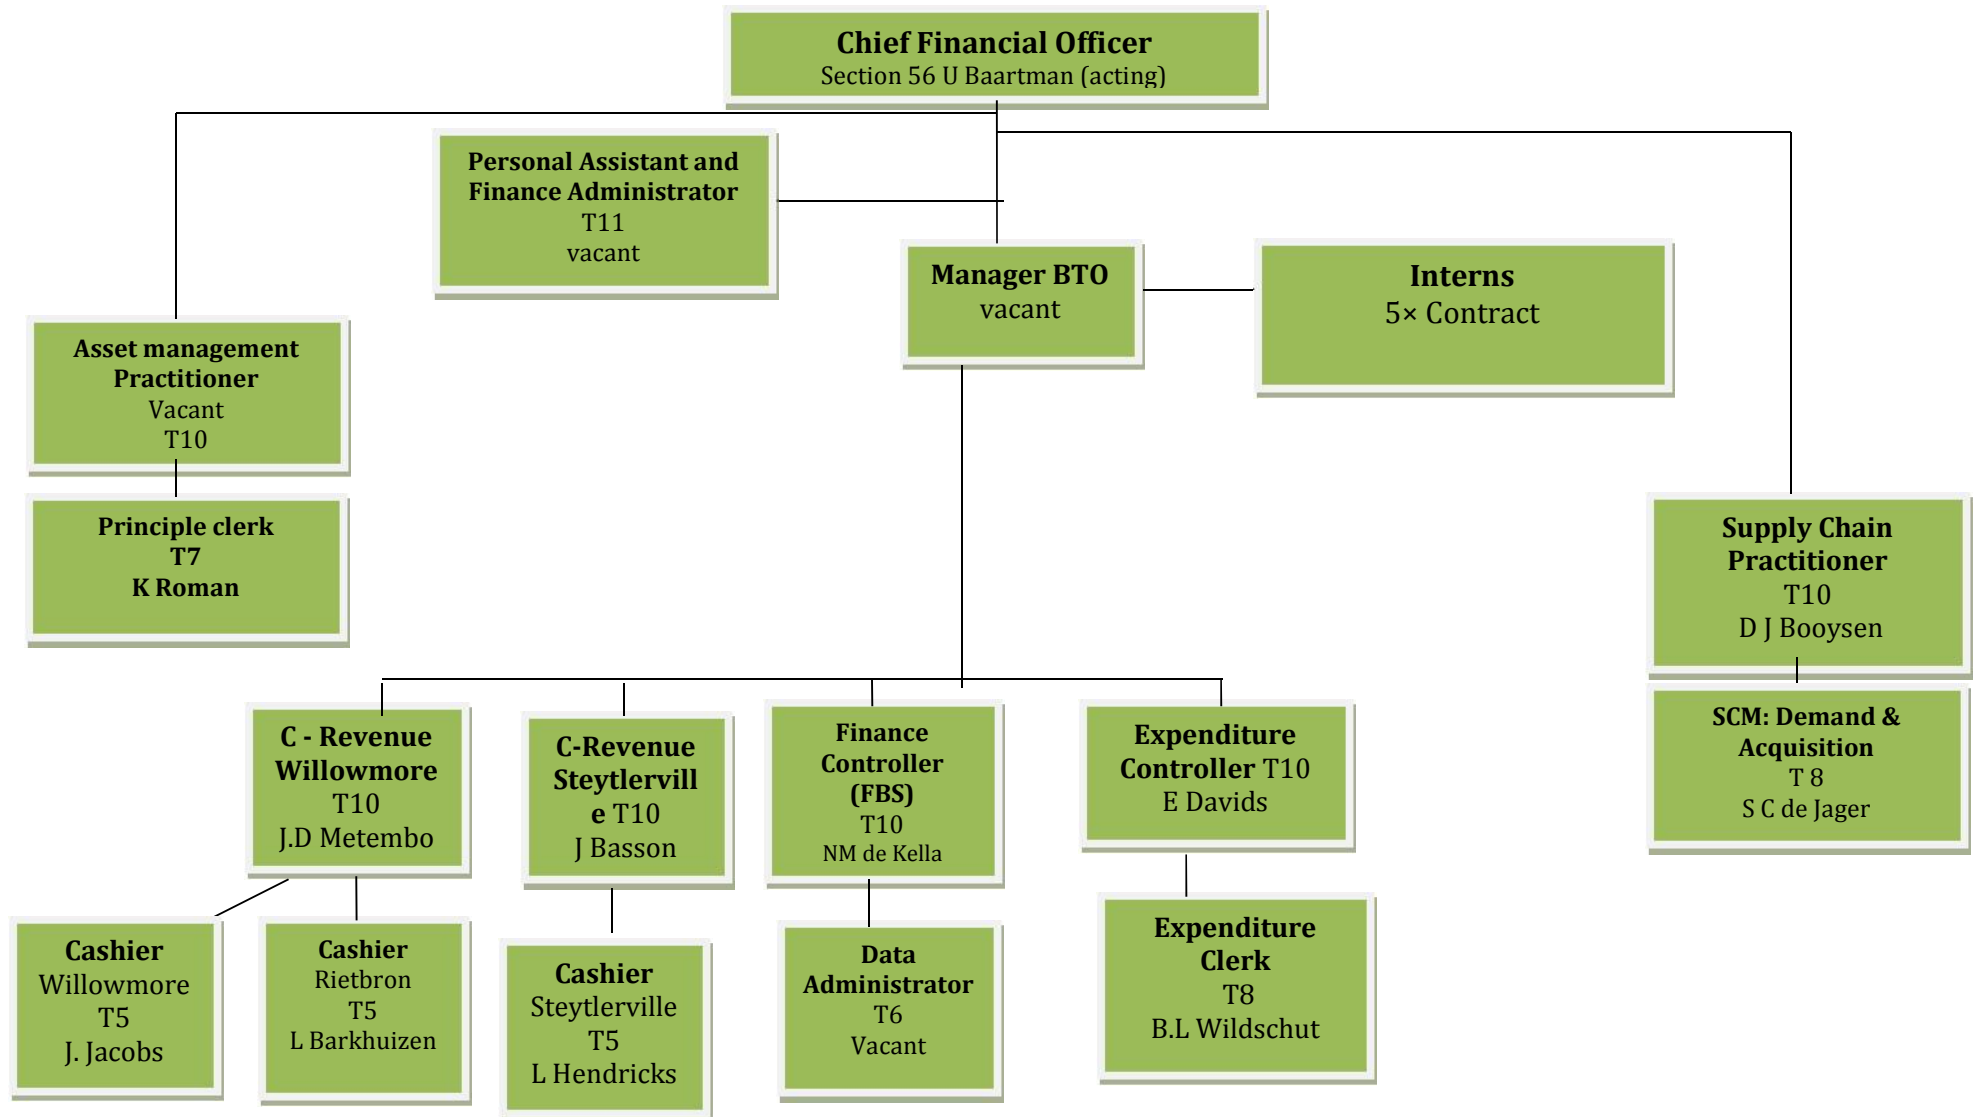 Chief Financial Officer
Section 56 U Baartman (acting)
Personal Assistant and
Finance Administrator
T11
vacant
Manager BTO
vacant
Interns
5× Contract
Asset management
Practitioner
Vacant
T10
Principle clerk
T7
K Roman
Supply Chain
Practitioner
T10
D J Booysen
SCM: Demand &
Acquisition
T 8
S C de Jager
C - Revenue
Willowmore
T10
J.D Metembo
C-Revenue
Steytlervill
e T10
J Basson
Finance
Controller
(FBS)
T10
NM de Kella
Expenditure
Controller T10
E Davids
Cashier
Willowmore
T5
J. Jacobs
Cashier
Rietbron
T5
L Barkhuizen
Cashier
Steytlerville
T5
L Hendricks
Data
Administrator
T6
Vacant
Expenditure
Clerk
T8
B.L Wildschut